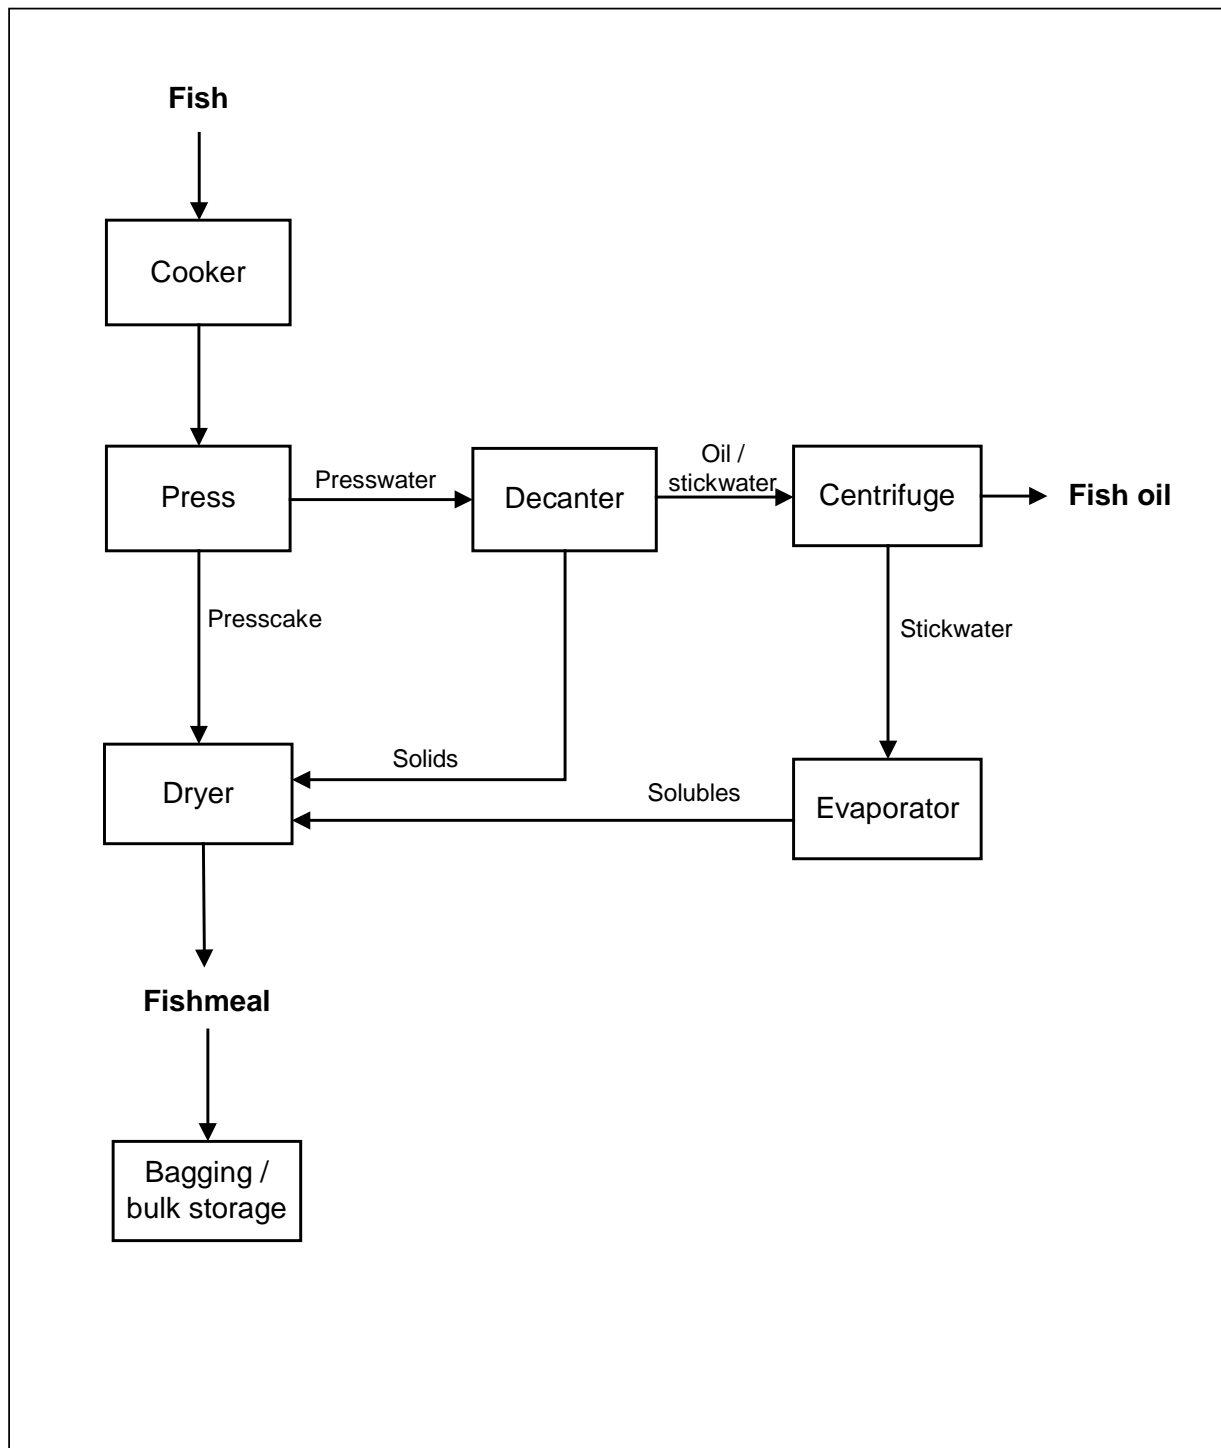 Fish
Cooker
Press
Presswater
Decanter
Oil /
stickwater
Centrifuge
Fish oil
Presscake
Stickwater
Dryer
Solids
Solubles
Evaporator
Fishmeal
Bagging /
bulk storage